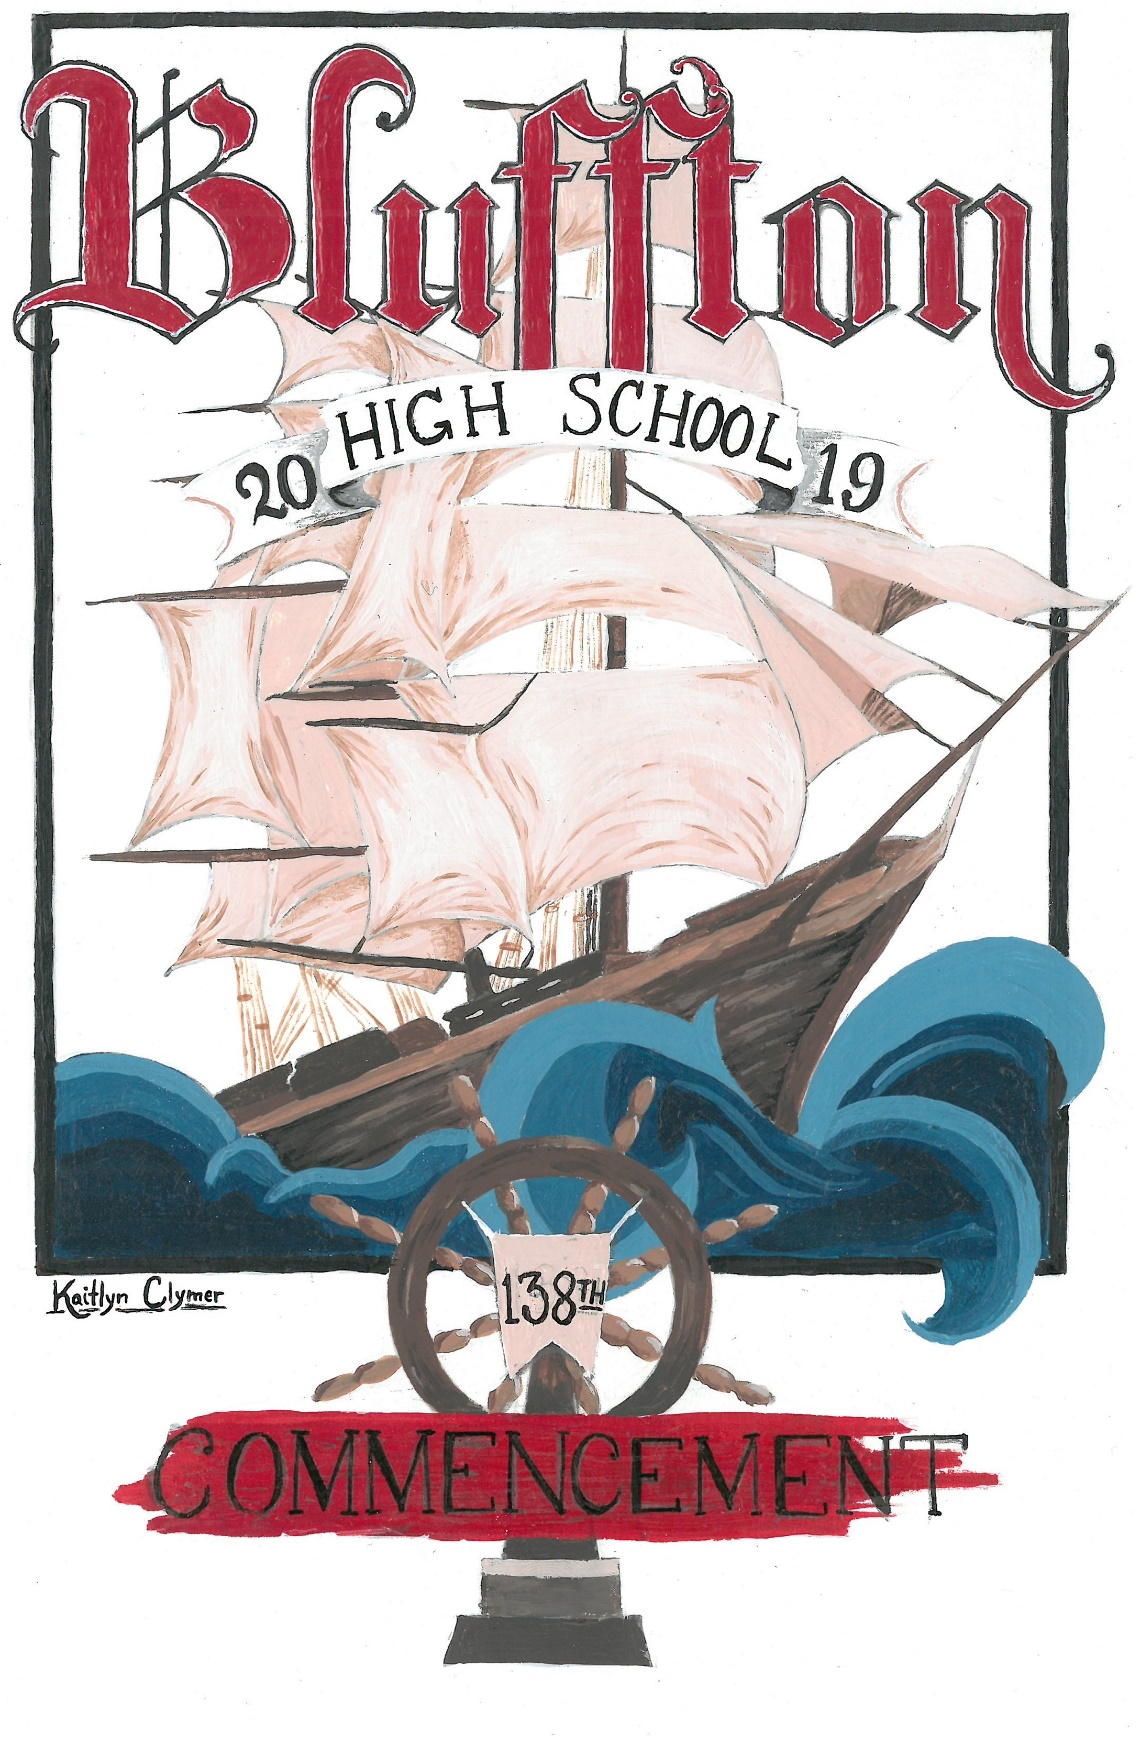 Bluffton
HIGH SCHOOL
20 19
138TH
Kaitlyn Clymer
COMMENCEMENT